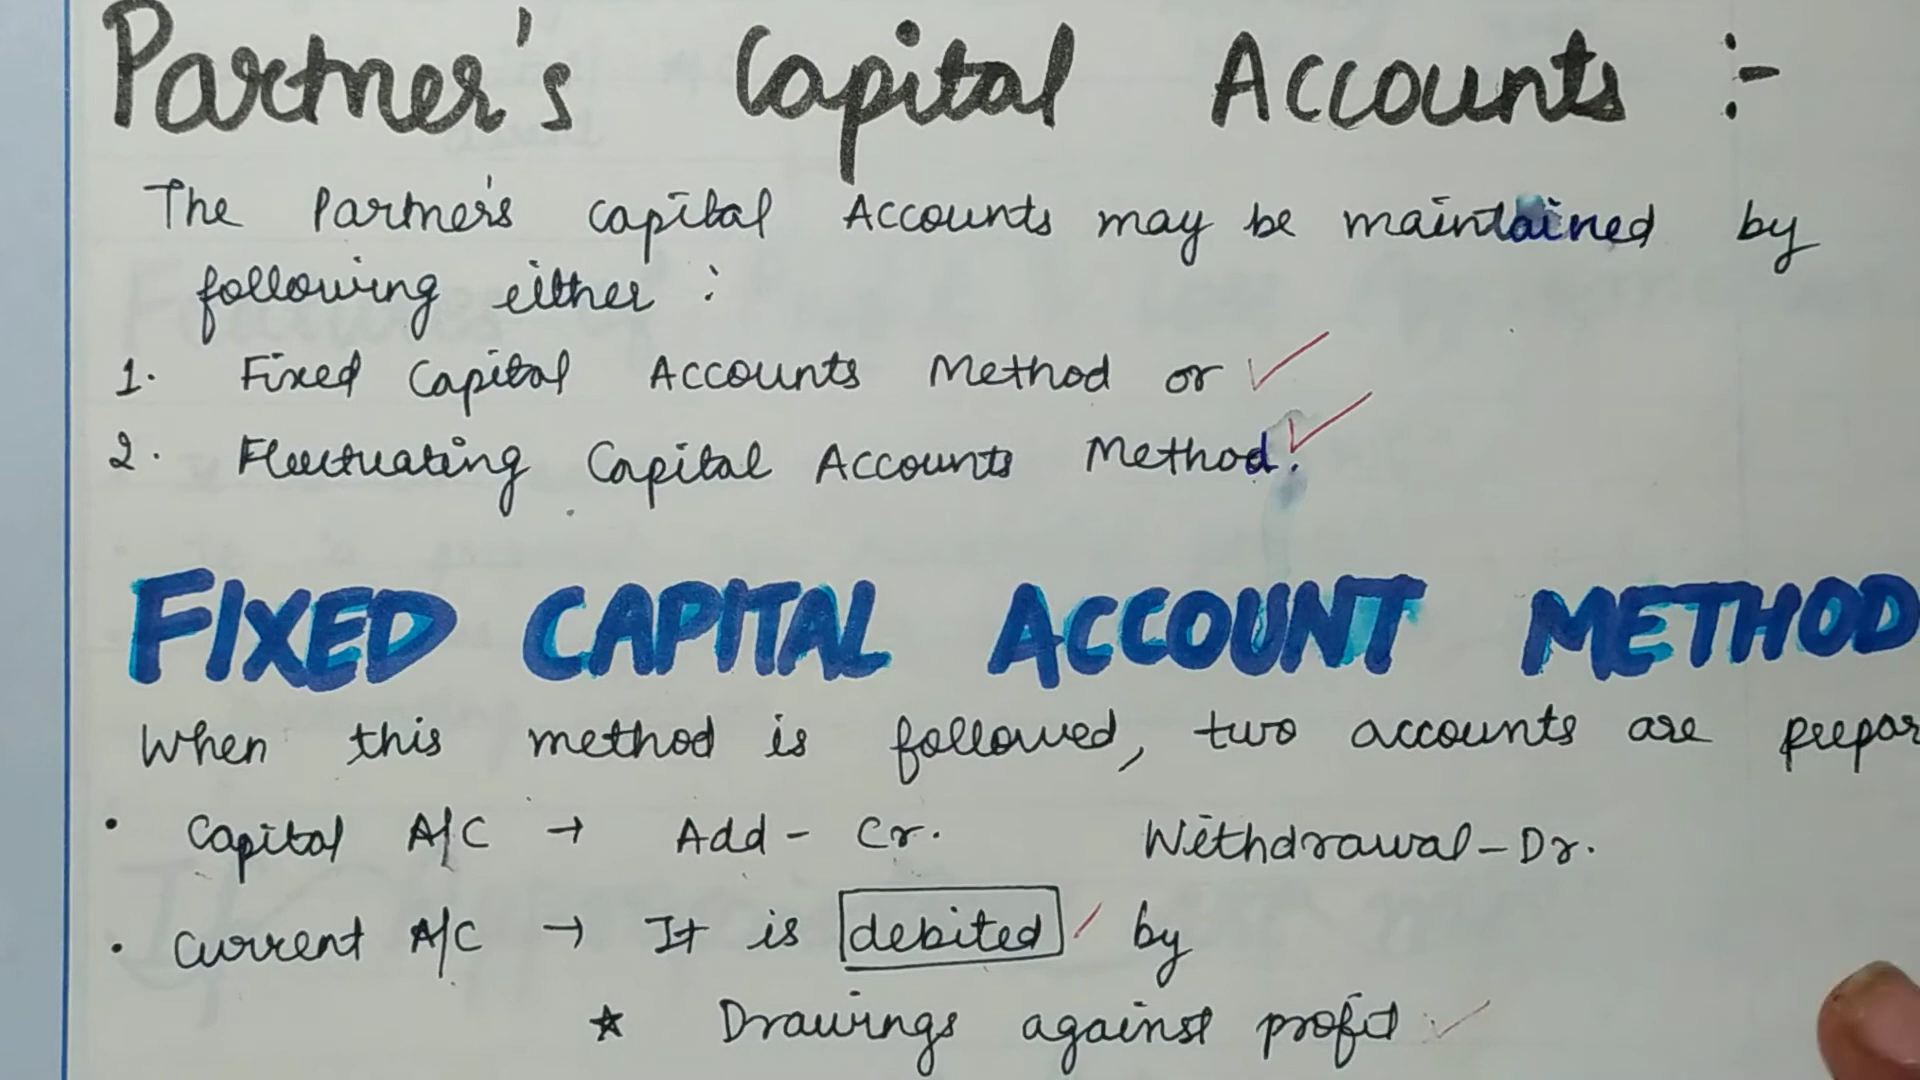 Partner's Capital Accounts :-
The Partner's capital Accounts may be maintained by
following either :
1. Fixed Capital Accounts Method or
2. Fluctuating Capital Accounts Method.
FIXED CAPITAL ACCOUNT METHOD
When this method is followed, two accounts are prepar
• Capital A/C → Add - Cr. Withdrawal - Dr.
• Current A/C → It is debited by
★ Drawings against profit